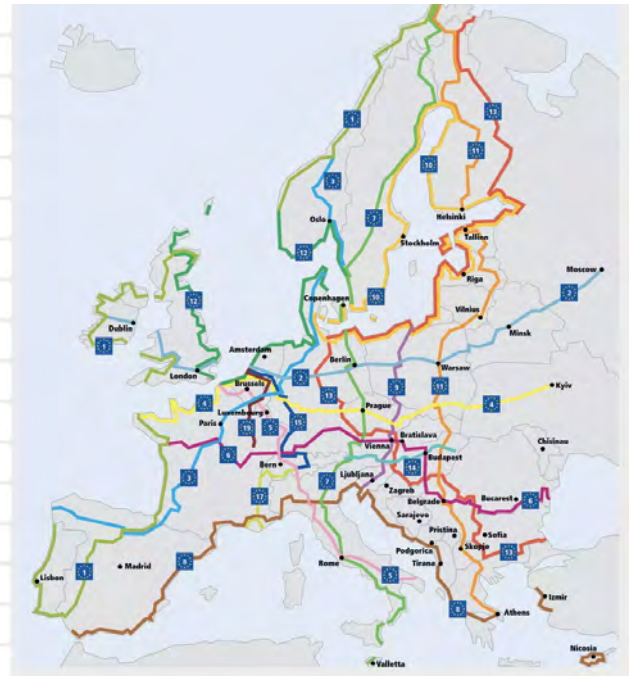 1
13
11
10
3
7
Oslo
Helsinki
Stockholm
Tallinn
12
Riga
Moscow
2
12
Copenhagen
10
Vilnius
Minsk
Dublin
1
Amsterdam
Berlin
Warsaw
London
2
9
11
Brussels
13
Kyiv
4
Luxembourg
Prague
4
Paris
19
5
15
Vienna
Bratislava
Chisinau
6
Budapest
Bern
14
3
Ljubljana
7
17
Zagreb
Belgrade
Bucarest
6
Sarajevo
Pristina
Sofia
Podgorica
Skopje
13
8
Madrid
Rome
Tirana
Lisbon
1
5
Izmir
8
Athens
Nicosia
Valletta